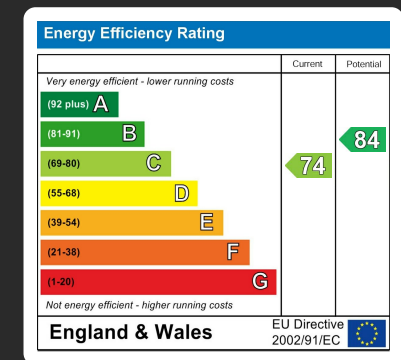 Energy Efficiency Rating
Current Potential
Very energy efficient - lower running costs
(92 plus) A
(81-91) B
84
(69-80) C
74
(55-68) D
(39-54) E
(21-38) F
(1-20) G
Not energy efficient - higher running costs
England & Wales
EU Directive
2002/91/EC